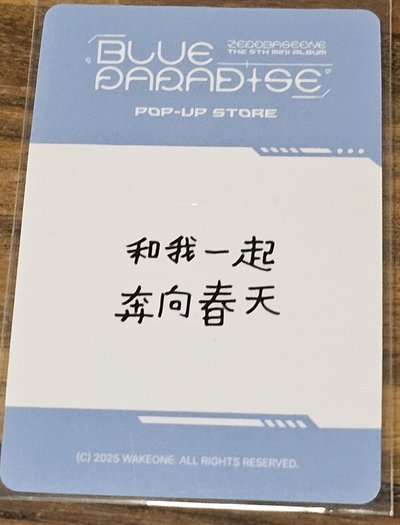 BLUE
ZEROBASEONE
THE 5TH MINI ALBUM
PARADISE
POP-UP STORE
和我一起
奔向春天
(C) 2025 WAKEONE. ALL RIGHTS RESERVED.